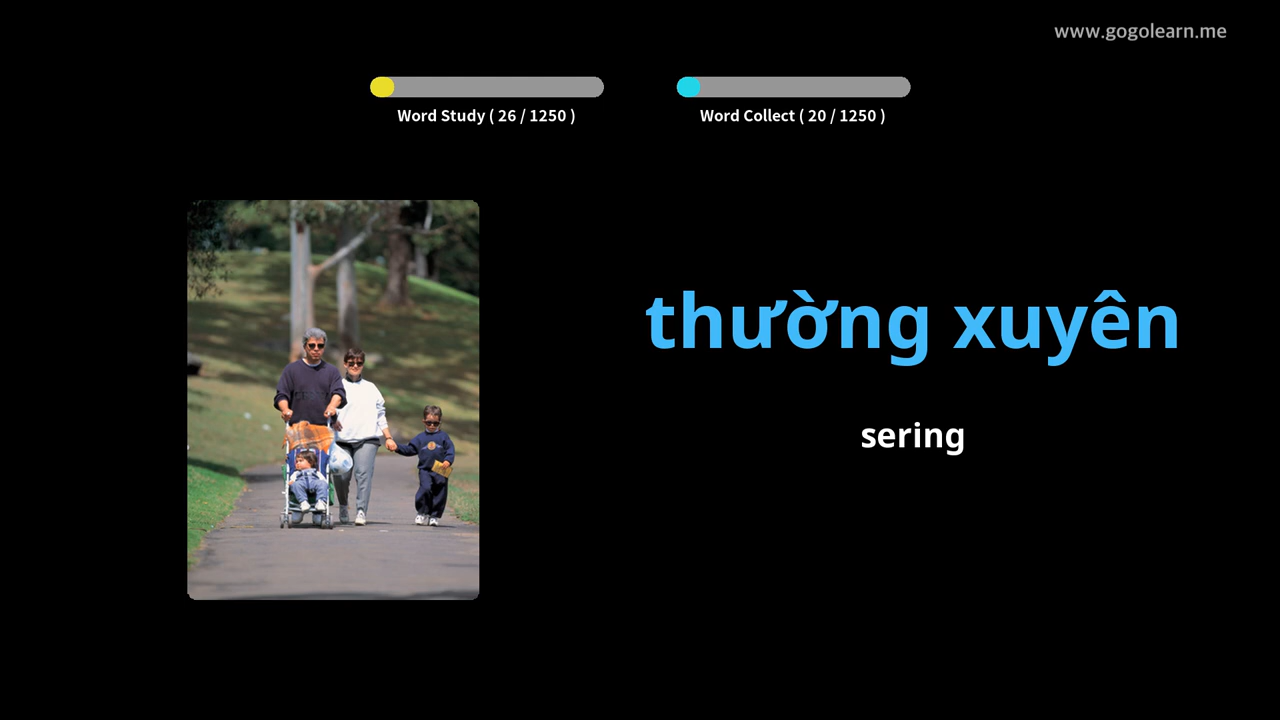 www.gogolearn.me
Word Study ( 26 / 1250 )
Word Collect ( 20 / 1250 )
thường xuyên
sering